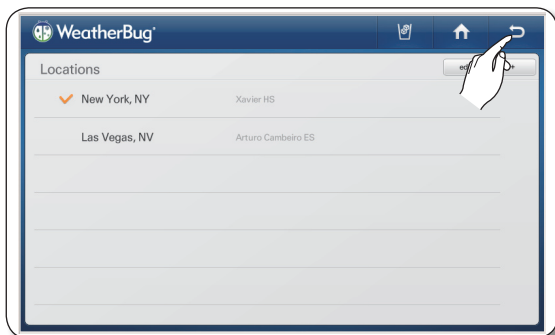 WeatherBug®
Locations
New York, NY Xavier HS
Las Vegas, NV Arturo Cambeiro ES